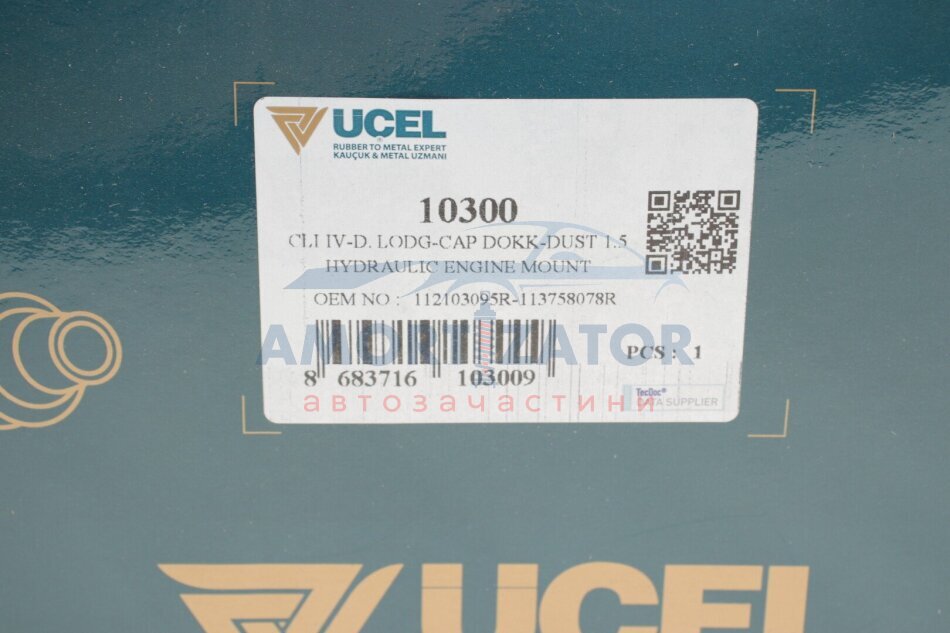 UCEL
RUBBER TO METAL EXPERT
KAUÇUK & METAL UZMANI
10300
CLI IV-D. LODG-CAP DOKK-DUST 1.5
HYDRAULIC ENGINE MOUNT
OEM NO : 112103095R-113758078R
AMORTIZATOR
PCS : 1
8 683716 103009
автозапчастини
TecDoc®
DATA SUPPLIER
UCEL